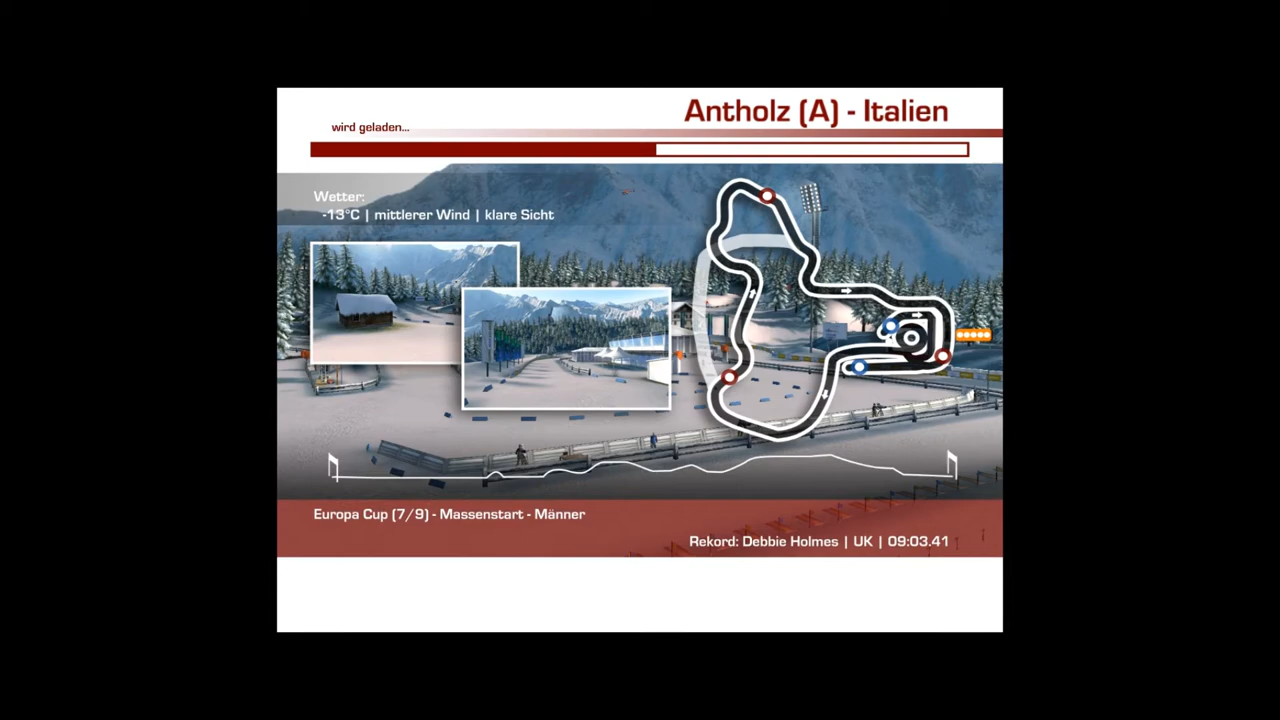 Antholz (A) - Italien
wird geladen...
Wetter:
-13°C | mittlerer Wind | klare Sicht
Europa Cup (7/9) - Massenstart - Männer
Rekord: Debbie Holmes | UK | 09:03.41